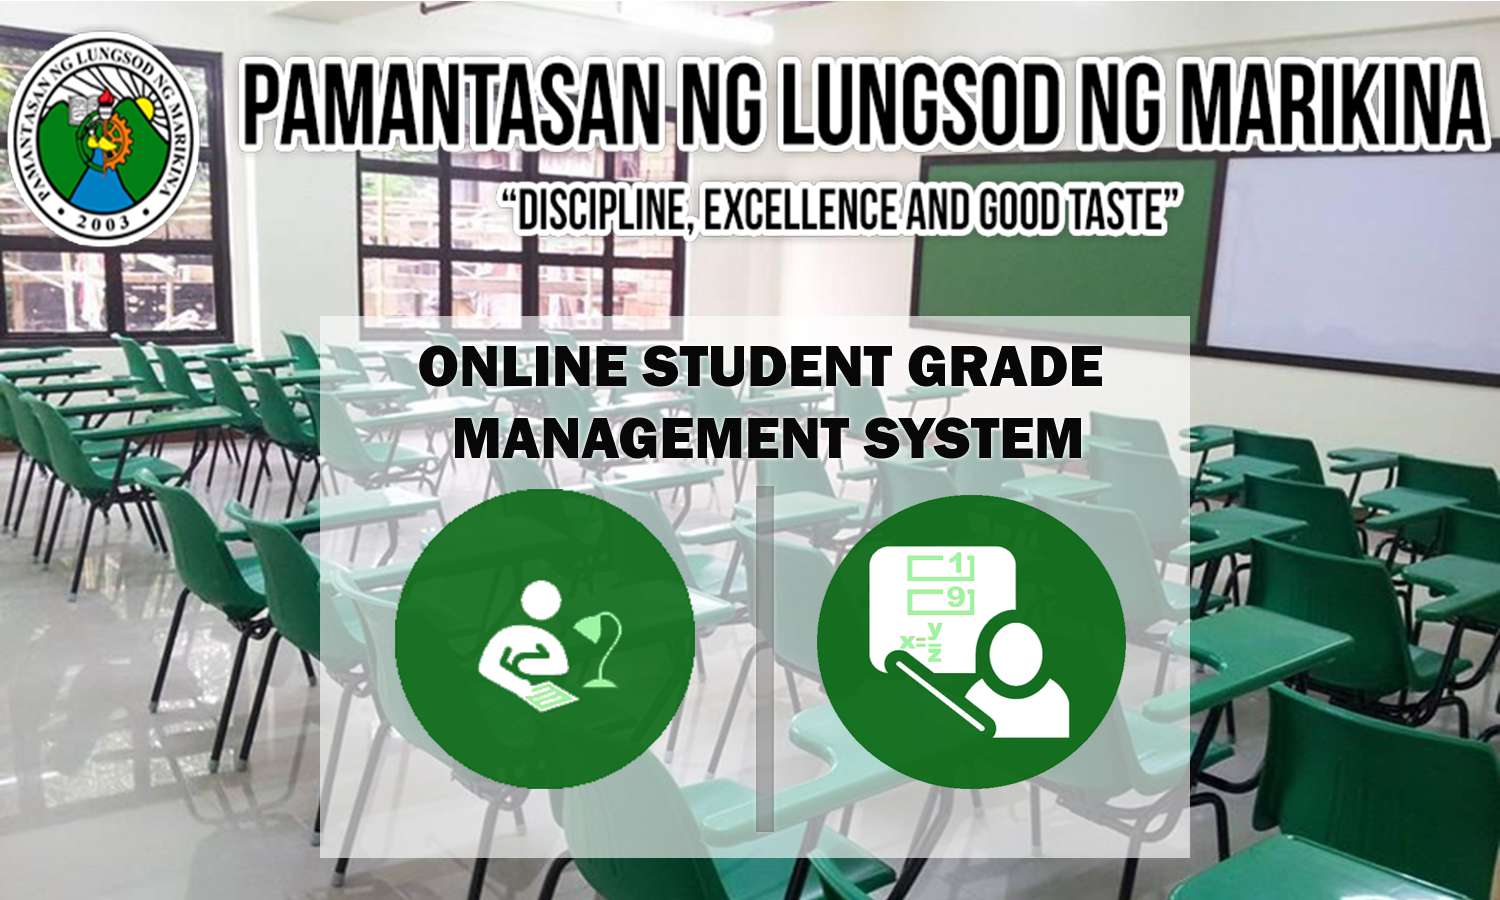 PAMANTASAN NG LUNGSOD NG MARIKINA
PAMANTASAN NG LUNGSOD NG MARIKINA
• 2003 •
“DISCIPLINE, EXCELLENCE AND GOOD TASTE”
ONLINE STUDENT GRADE
MANAGEMENT SYSTEM
1
9
x=y
z